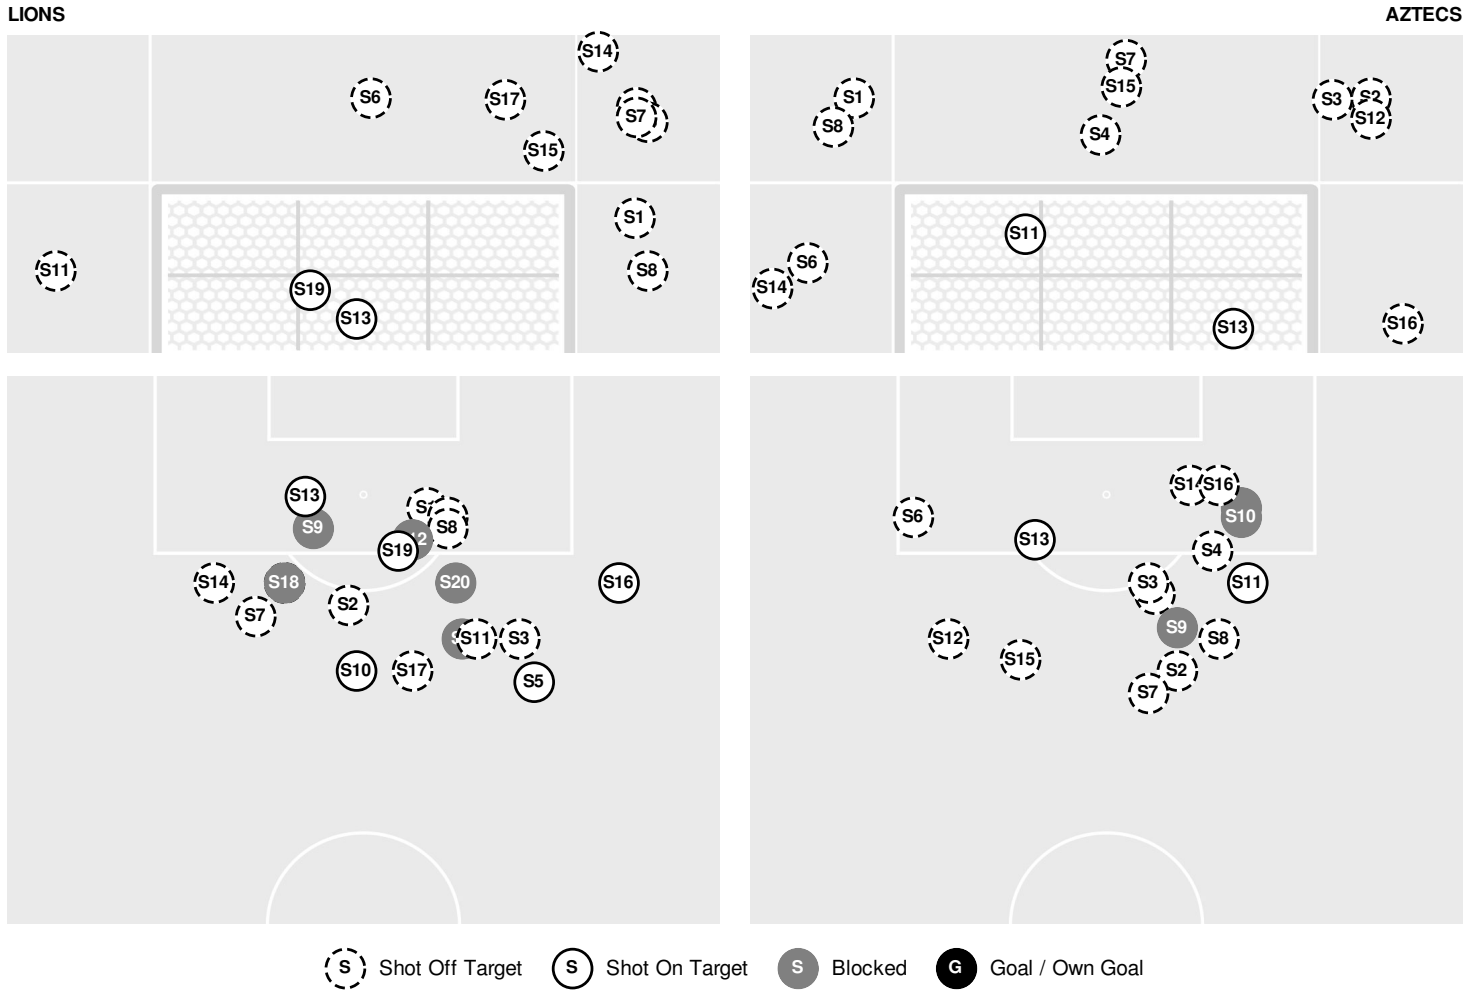 LIONS
AZTECS
S14
S6
S17
S7
S15
S1
S11
S8
S19
S13
S7
S1
S15
S3
S2
S8
S12
S4
S11
S6
S14
S13
S16
S13
S9
S8
S19
S14
S18
S20
S16
S7
S2
S11
S3
S10
S17
S5
S16
S6
S10
S13
S4
S3
S11
S9
S12
S8
S15
S2
S7
S Shot Off Target S Shot On Target S Blocked G Goal / Own Goal